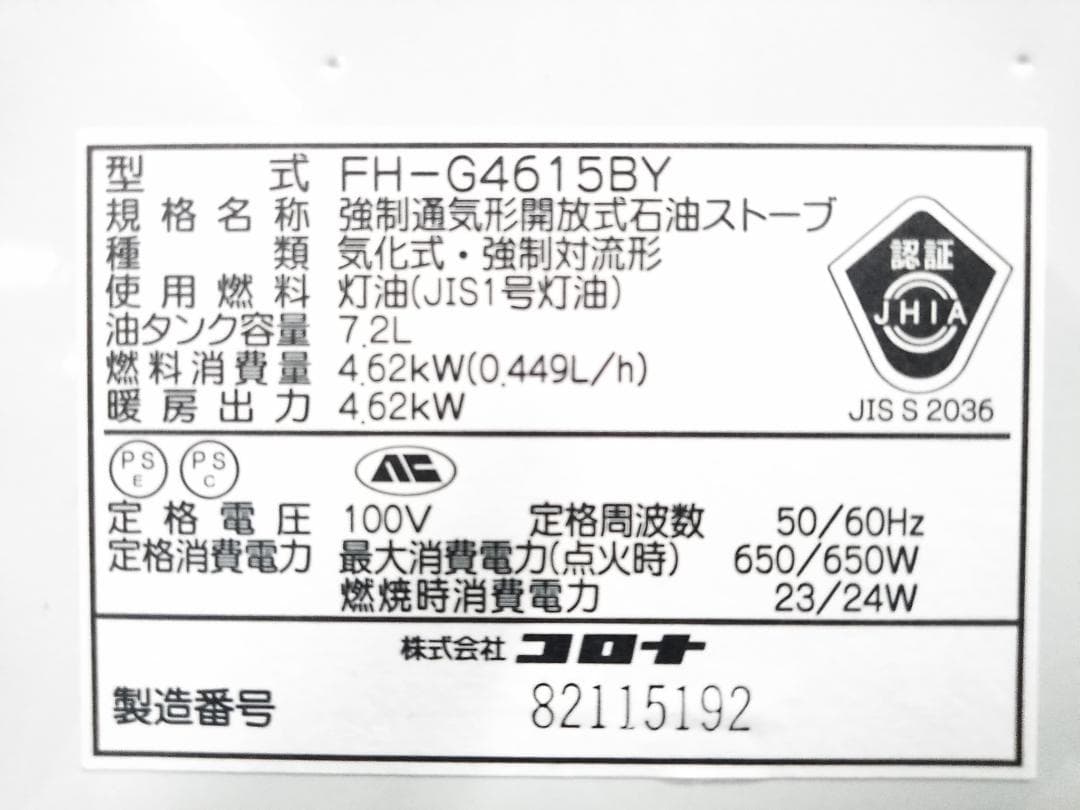 型式 FH-G4615BY
規格名称 強制通気形開放式石油ストーブ
種類 気化式・強制対流形
使用燃料 灯油(JIS1号灯油)
油タンク容量 7.2L
燃料消費量 4.62kW(0.449L/h)
暖房出力 4.62kW
認証
JHIA
JIS S 2036
PS E PS C
定格電圧 100V 定格周波数 50/60Hz
定格消費電力 最大消費電力(点火時) 650/650W
燃焼時消費電力 23/24W
株式会社 コロナ
製造番号 82115192